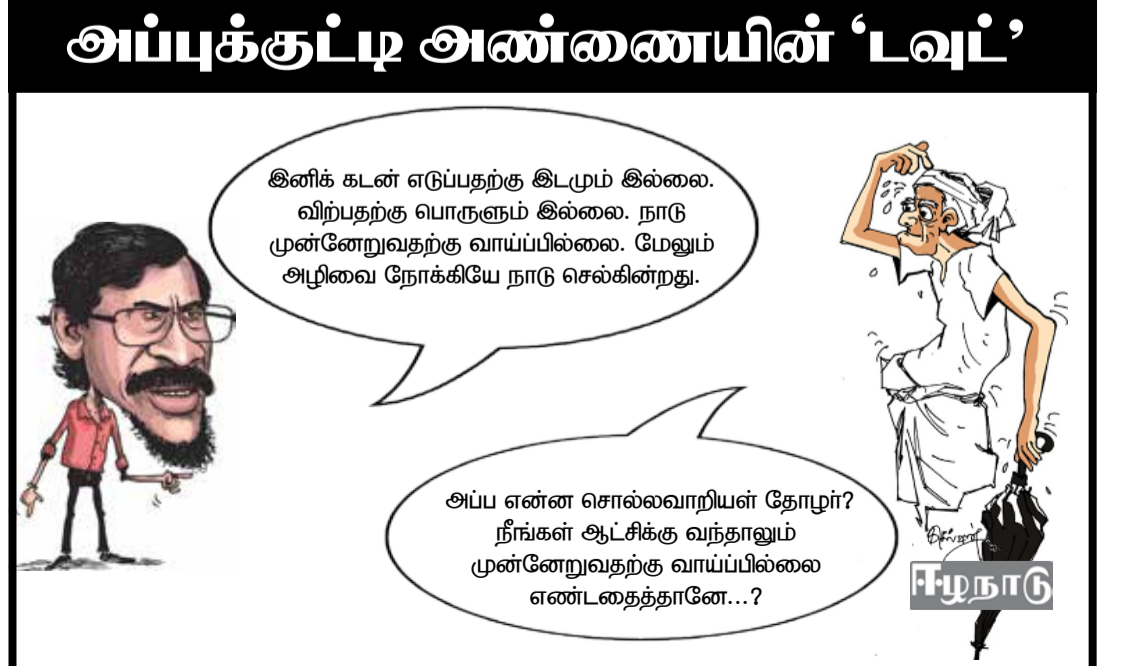 அப்புக்குட்டி அண்ணையின் ‘டவுட்’
இனிக் கடன் எடுப்பதற்கு இடமும் இல்லை.
விற்பதற்கு பொருளும் இல்லை. நாடு
முன்னேறுவதற்கு வாய்ப்பில்லை. மேலும்
அழிவை நோக்கியே நாடு செல்கின்றது.
அப்ப என்ன சொல்லவாறியள் தோழர்?
நீங்கள் ஆட்சிக்கு வந்தாலும்
முன்னேறுவதற்கு வாய்ப்பில்லை
எண்டதைத்தானே...?
ஈழநாடு